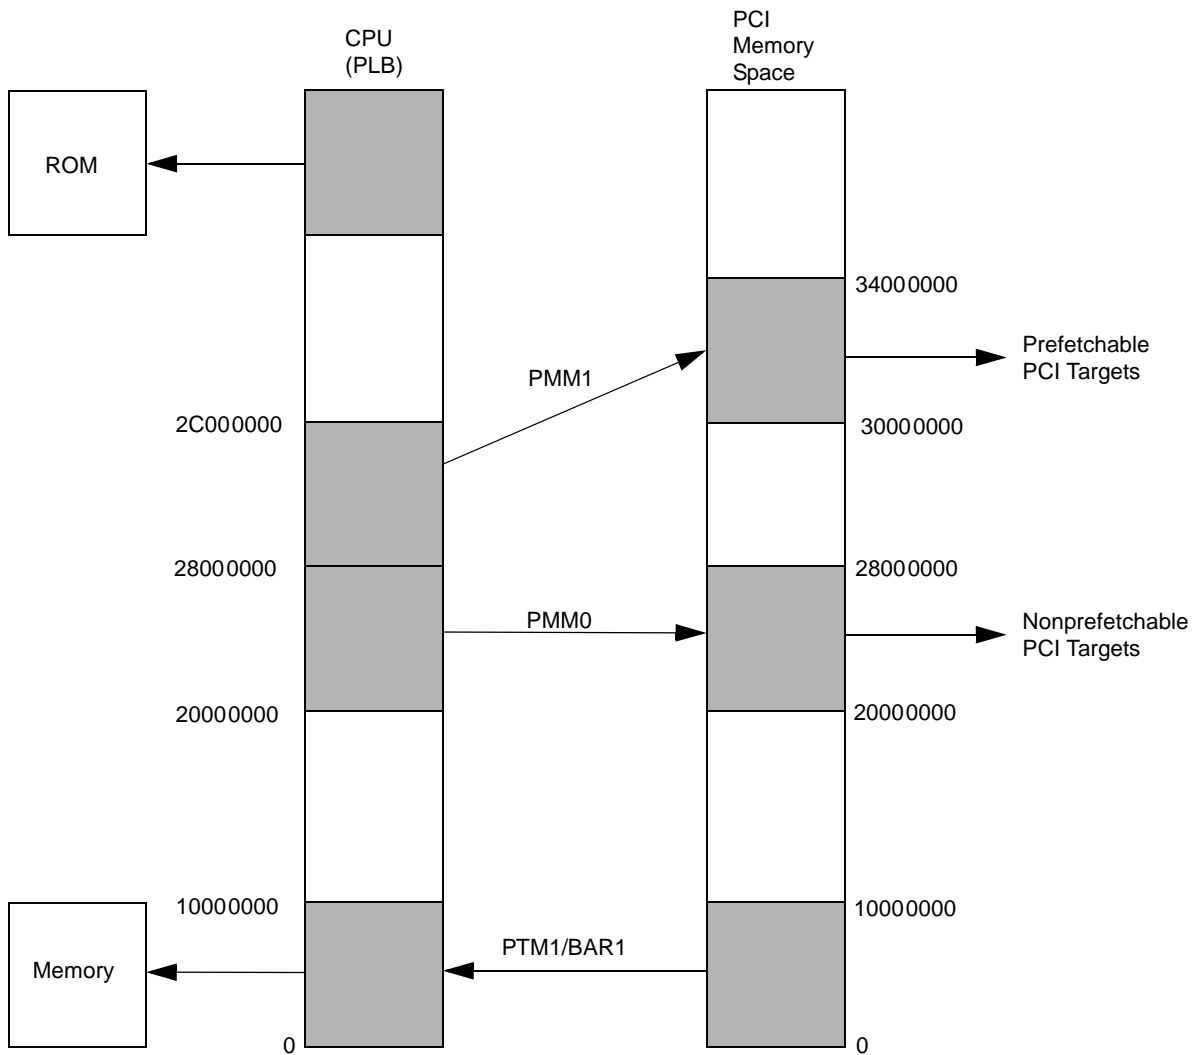 CPU
(PLB)
PCI
Memory
Space
ROM
34000000
Prefetchable
PCI Targets
PMM1
2C000000
30000000
28000000
28000000
PMM0
Nonprefetchable
PCI Targets
20000000
20000000
10000000
10000000
PTM1/BAR1
Memory
0
0